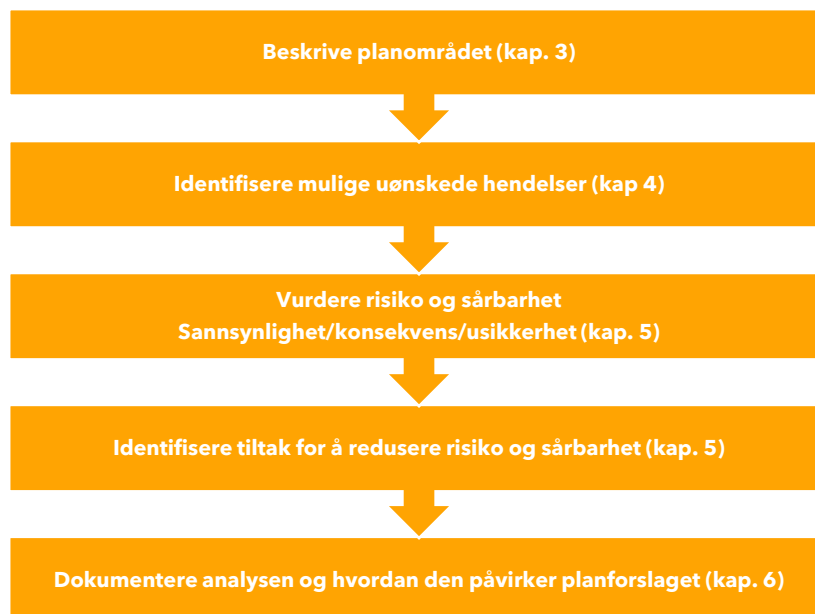 Beskrive planområdet (kap. 3)
Identifisere mulige uønskede hendelser (kap 4)
Vurdere risiko og sårbarhet
Sannsynlighet/konsekvens/usikkerhet (kap. 5)
Identifisere tiltak for å redusere risiko og sårbarhet (kap. 5)
Dokumentere analysen og hvordan den påvirker planforslaget (kap. 6)